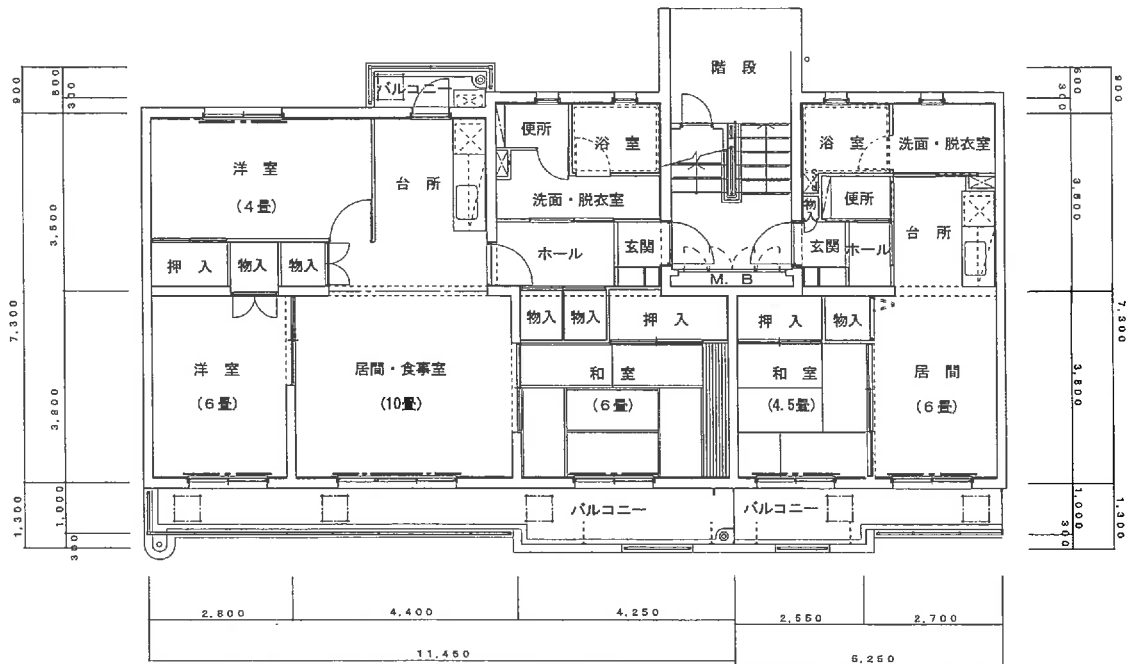 階 段
バルコニー
便所
浴 室
浴 室
洗面・脱衣室
洋 室
(4畳)
台 所
洗面・脱衣室
物入
便所
台 所
ホール
玄関
玄関
ホール
押 入
物入
物入
M. B
物入
物入
押 入
押 入
物入
洋 室
(6畳)
居間・食事室
(10畳)
和 室
(6畳)
和 室
(4.5畳)
居 間
(6畳)
バルコニー
バルコニー
900
300
3,500
7,300
3,800
1,300
1,000
300
600
300
900
7,300
3,800
1,000
1,300
300
2,800
4,400
4,250
2,550
2,700
11,450